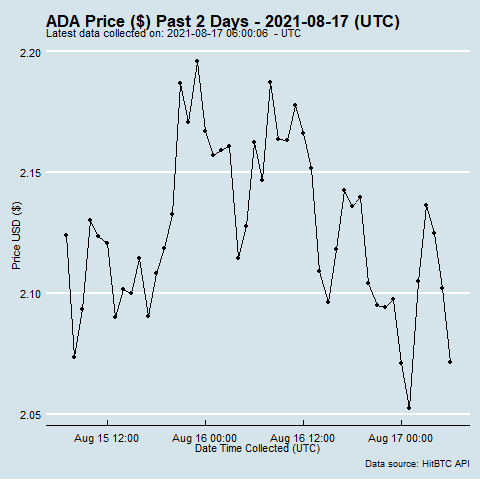 ADA Price ($) Past 2 Days - 2021-08-17 (UTC)
Latest data collected on: 2021-08-17 06:00:06  - UTC
2.20
2.15
2.10
2.05
Price USD ($)
Aug 15 12:00
Aug 16 00:00
Aug 16 12:00
Aug 17 00:00
Date Time Collected (UTC)
Data source: HitBTC API